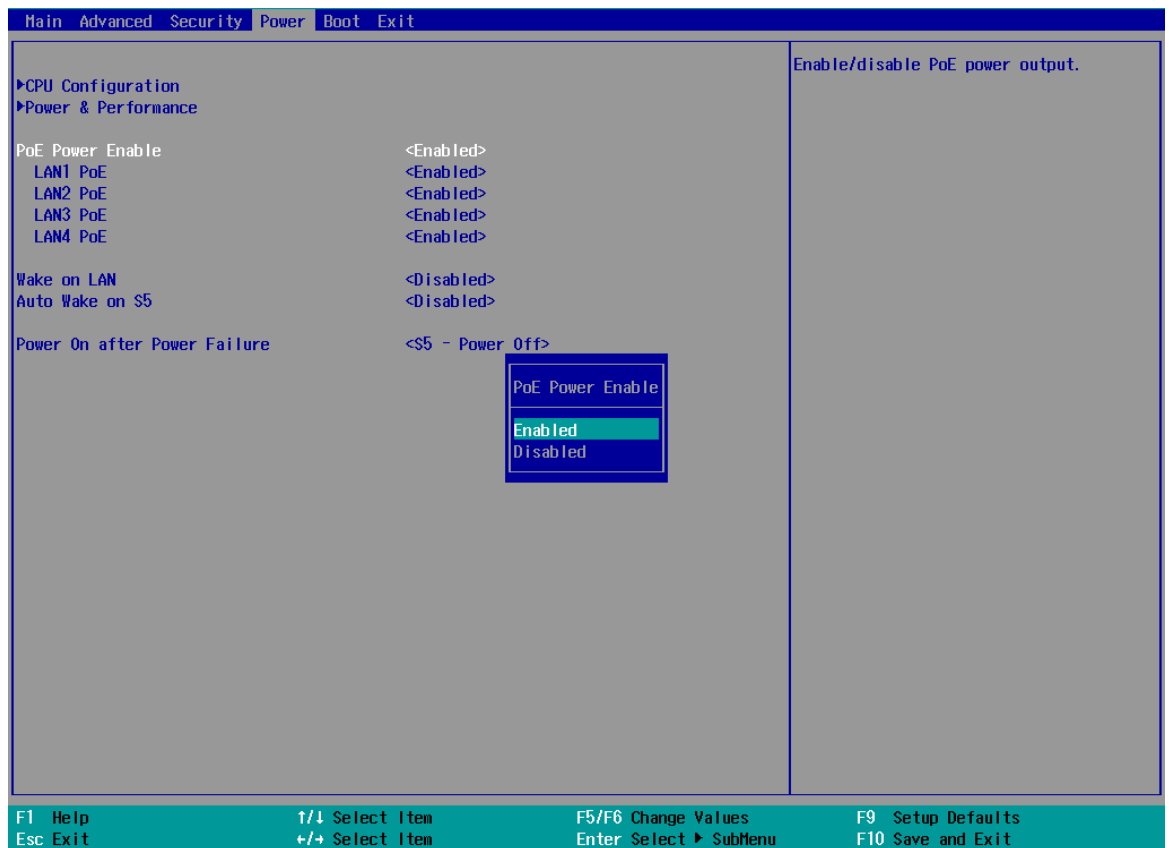 Main Advanced Security Power Boot Exit
Enable/disable PoE power output.
▶CPU Configuration
▶Power & Performance
PoE Power Enable <Enabled>
LAN1 PoE <Enabled>
LAN2 PoE <Enabled>
LAN3 PoE <Enabled>
LAN4 PoE <Enabled>
Wake on LAN <Disabled>
Auto Wake on S5 <Disabled>
Power On after Power Failure <S5 - Power Off>
PoE Power Enable
Enabled
Disabled
F1 Help ↑/↓ Select Item F5/F6 Change Values F9 Setup Defaults
Esc Exit ←/→ Select Item Enter Select ▶ SubMenu F10 Save and Exit